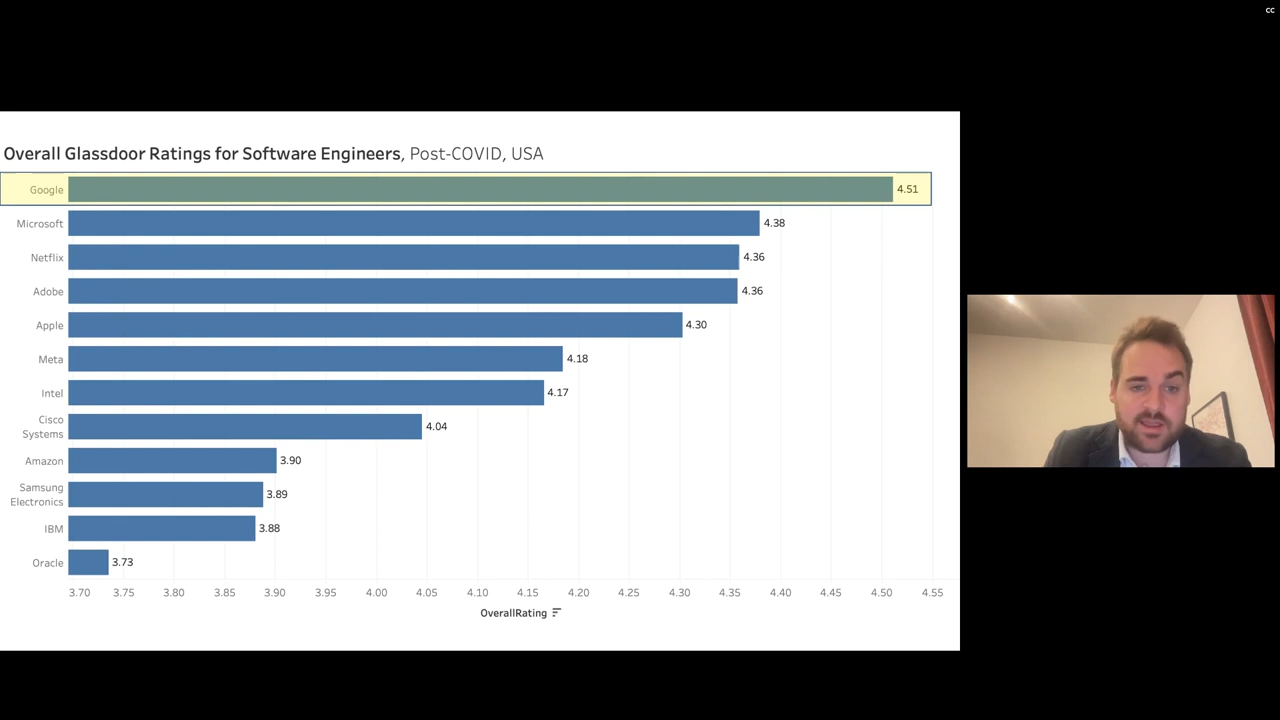 cc
Overall Glassdoor Ratings for Software Engineers, Post-COVID, USA
Google 4.51
Microsoft 4.38
Netflix 4.36
Adobe 4.36
Apple 4.30
Meta 4.18
Intel 4.17
Cisco
Systems 4.04
Amazon 3.90
Samsung
Electronics 3.89
IBM 3.88
Oracle 3.73
3.70 3.75 3.80 3.85 3.90 3.95 4.00 4.05 4.10 4.15 4.20 4.25 4.30 4.35 4.40 4.45 4.50 4.55
OverallRating